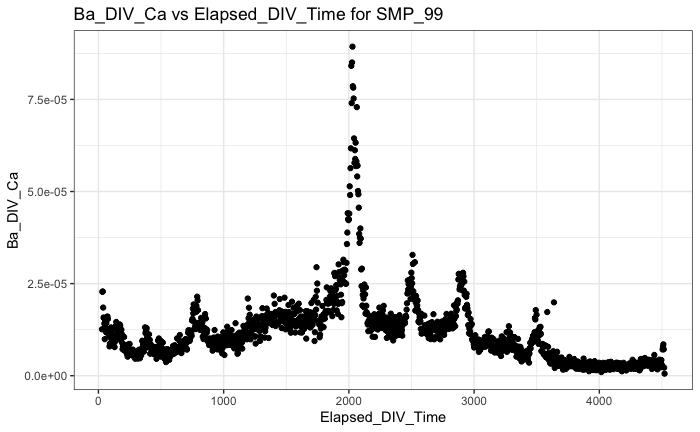 Ba_DIV_Ca vs Elapsed_DIV_Time for SMP_99
Ba_DIV_Ca
7.5e-05
5.0e-05
2.5e-05
0.0e+00
0 1000 2000 3000 4000
Elapsed_DIV_Time